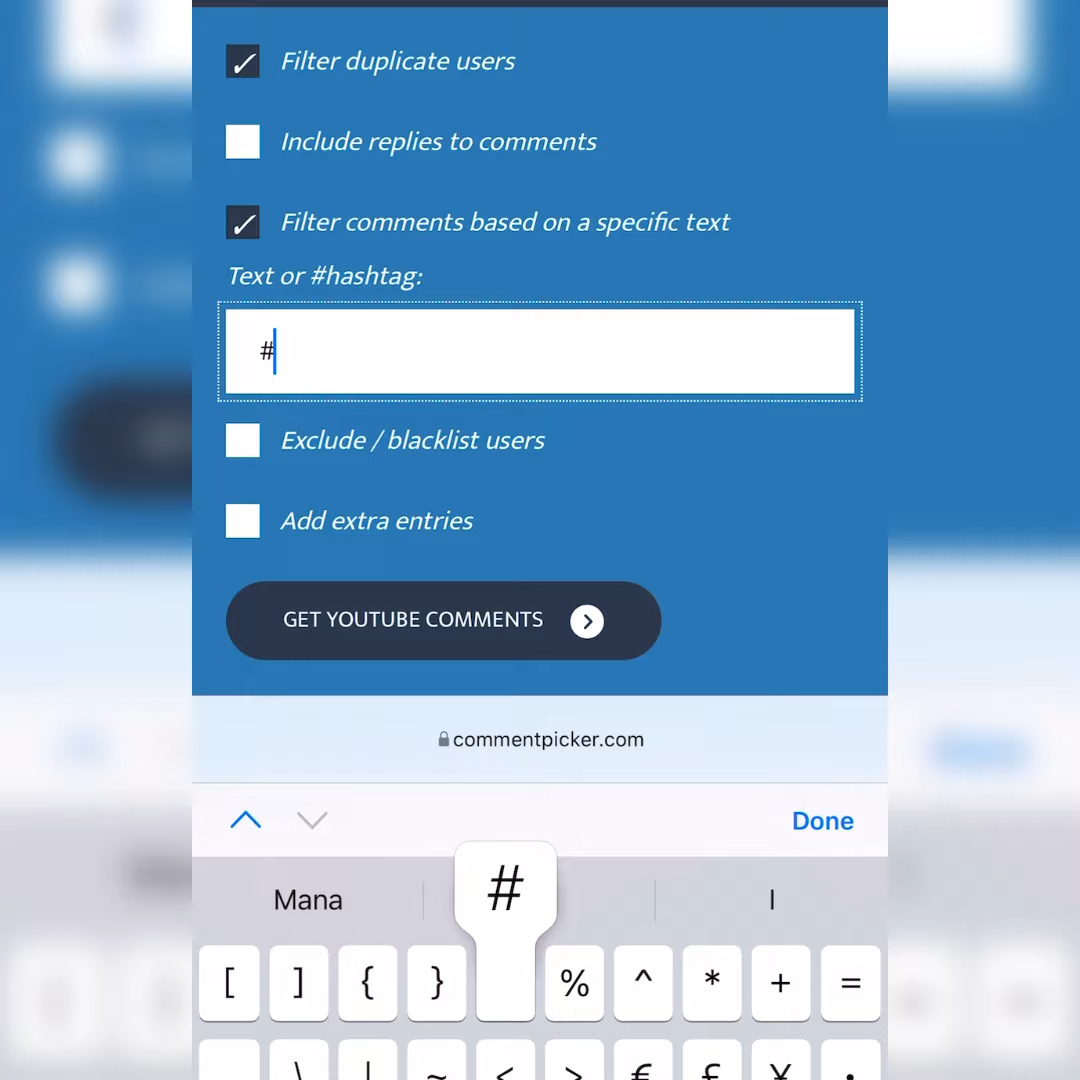 Filter duplicate users
Include replies to comments
Filter comments based on a specific text
Text or #hashtag:
#
Exclude / blacklist users
Add extra entries
GET YOUTUBE COMMENTS
commentpicker.com
Done
Mana
#
I
[ ] { } % ^ * + =
\ | ~ < > € £ ¥ •